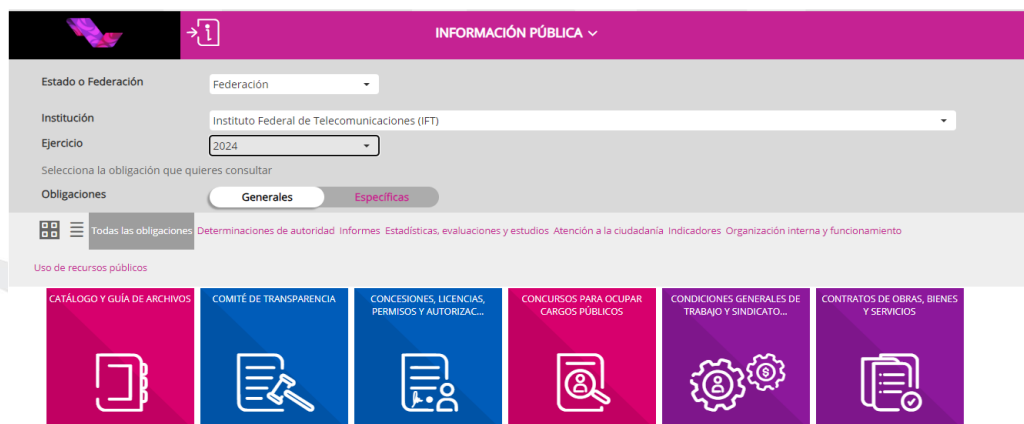 INFORMACIÓN PÚBLICA
Estado o Federación
Federación
Institución
Instituto Federal de Telecomunicaciones (IFT)
Ejercicio
2024
Selecciona la obligación que quieres consultar
Obligaciones
Generales
Específicas
Todas las obligaciones Determinaciones de autoridad Informes Estadísticas, evaluaciones y estudios Atención a la ciudadanía Indicadores Organización interna y funcionamiento
Uso de recursos públicos
CATÁLOGO Y GUÍA DE ARCHIVOS
COMITÉ DE TRANSPARENCIA
CONCESIONES, LICENCIAS,
PERMISOS Y AUTORIZAC...
CONCURSOS PARA OCUPAR
CARGOS PÚBLICOS
CONDICIONES GENERALES DE
TRABAJO Y SINDICATO...
CONTRATOS DE OBRAS, BIENES
Y SERVICIOS